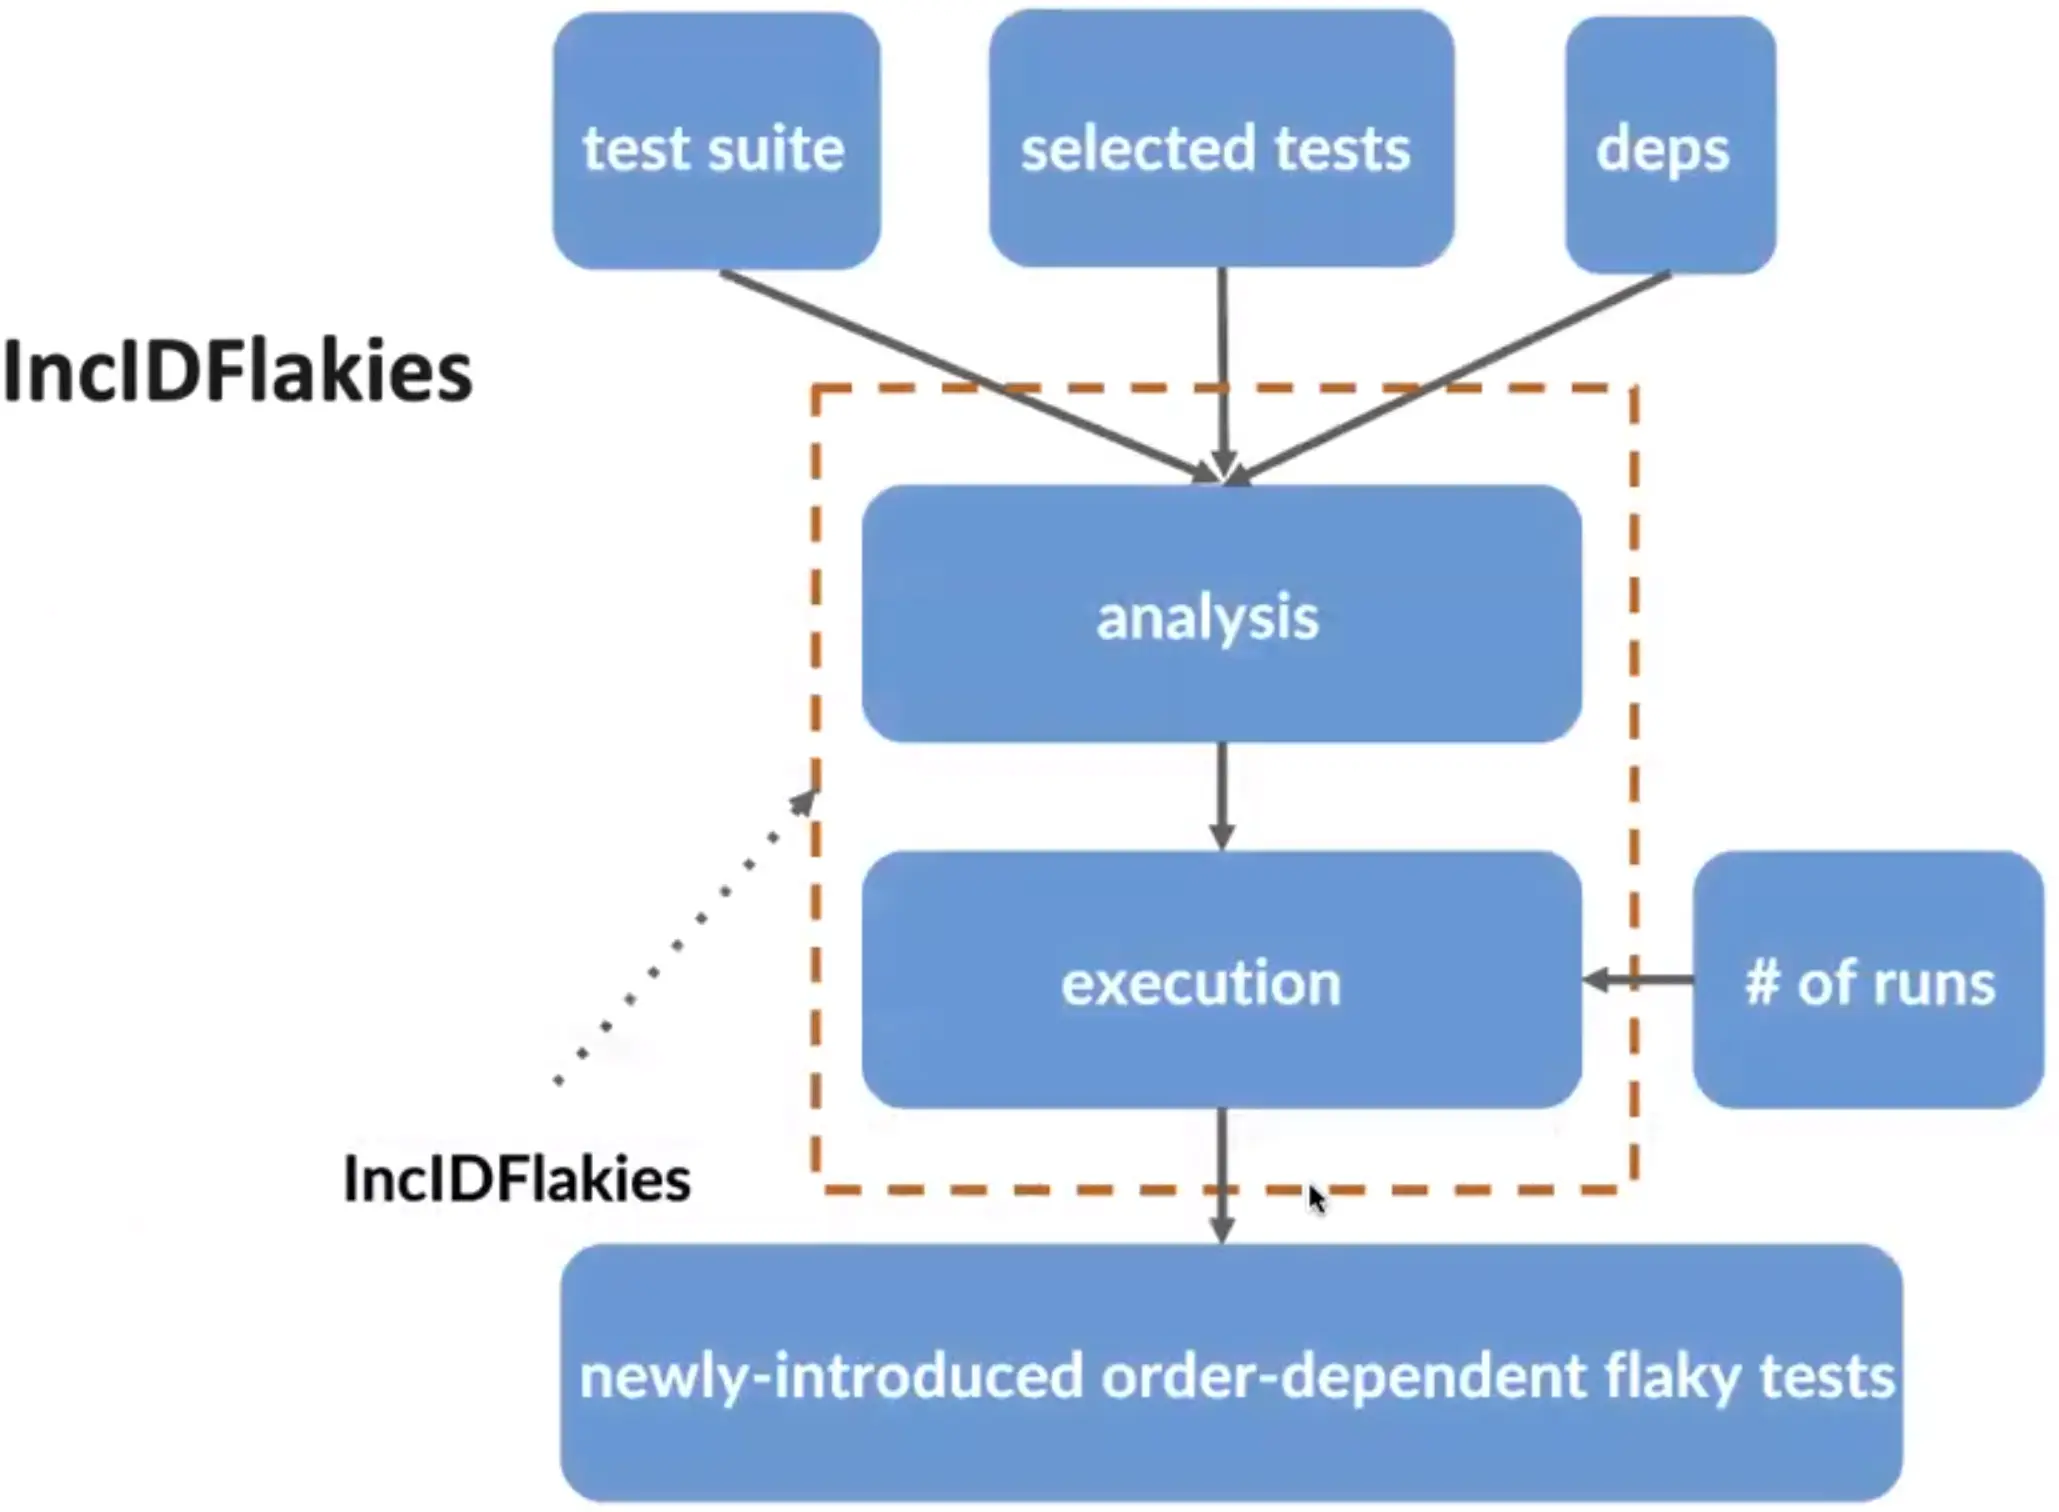 test suite
selected tests
deps
IncIDFlakies
analysis
execution
# of runs
IncIDFlakies
newly-introduced order-dependent flaky tests